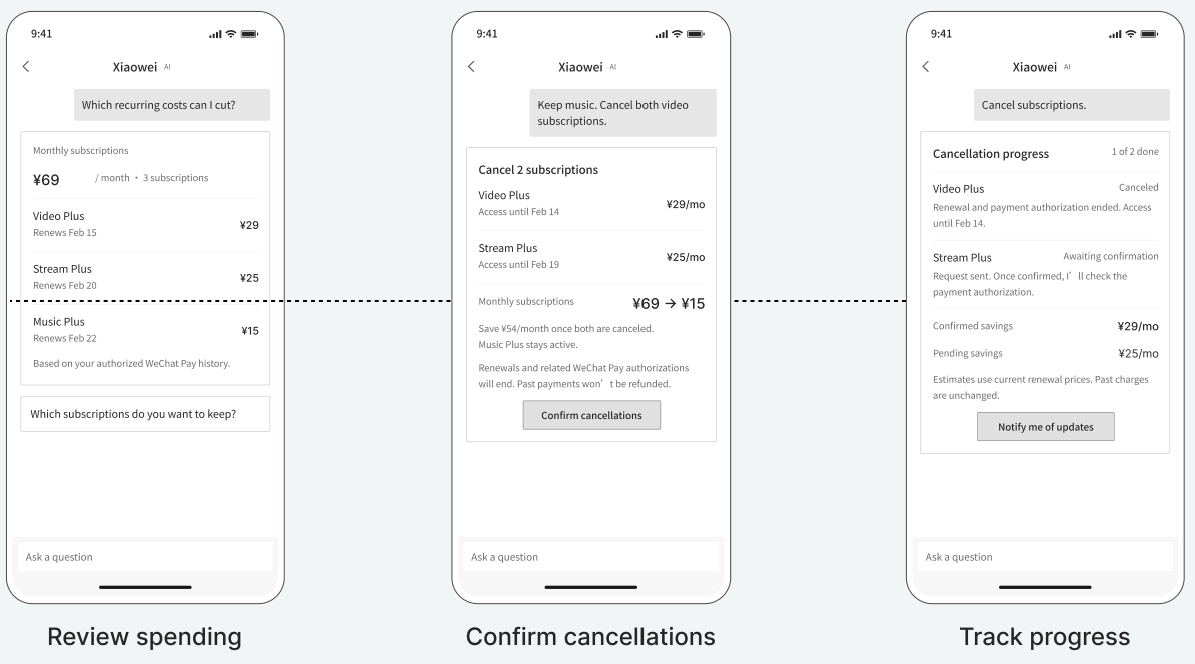 9:41
Xiaowei AI
Which recurring costs can I cut?
Monthly subscriptions
¥69 / month • 3 subscriptions
Video Plus
Renews Feb 15
¥29
Stream Plus
Renews Feb 20
¥25
Music Plus
Renews Feb 22
¥15
Based on your authorized WeChat Pay history.
Which subscriptions do you want to keep?
Ask a question
Review spending
9:41
Xiaowei AI
Keep music. Cancel both video
subscriptions.
Cancel 2 subscriptions
Video Plus
Access until Feb 14
¥29/mo
Stream Plus
Access until Feb 19
¥25/mo
Monthly subscriptions ¥69 → ¥15
Save ¥54/month once both are canceled.
Music Plus stays active.
Renewals and related WeChat Pay authorizations
will end. Past payments won’t be refunded.
Confirm cancellations
Ask a question
Confirm cancellations
9:41
Xiaowei AI
Cancel subscriptions.
Cancellation progress 1 of 2 done
Video Plus Canceled
Renewal and payment authorization ended. Access
until Feb 14.
Stream Plus Awaiting confirmation
Request sent. Once confirmed, I’ll check the
payment authorization.
Confirmed savings ¥29/mo
Pending savings ¥25/mo
Estimates use current renewal prices. Past charges
are unchanged.
Notify me of updates
Ask a question
Track progress